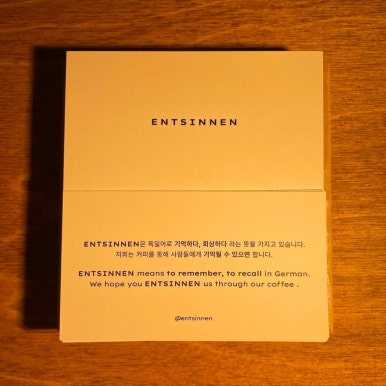 ENTSINNEN
ENTSINNEN은 독일어로 기억하다, 회상하다 라는 뜻을 가지고 있습니다.
저희는 커피를 통해 사람들에게 기억될 수 있으면 합니다.
ENTSINNEN means to remember, to recall in German.
We hope you ENTSINNEN us through our coffee .
@entsinnen